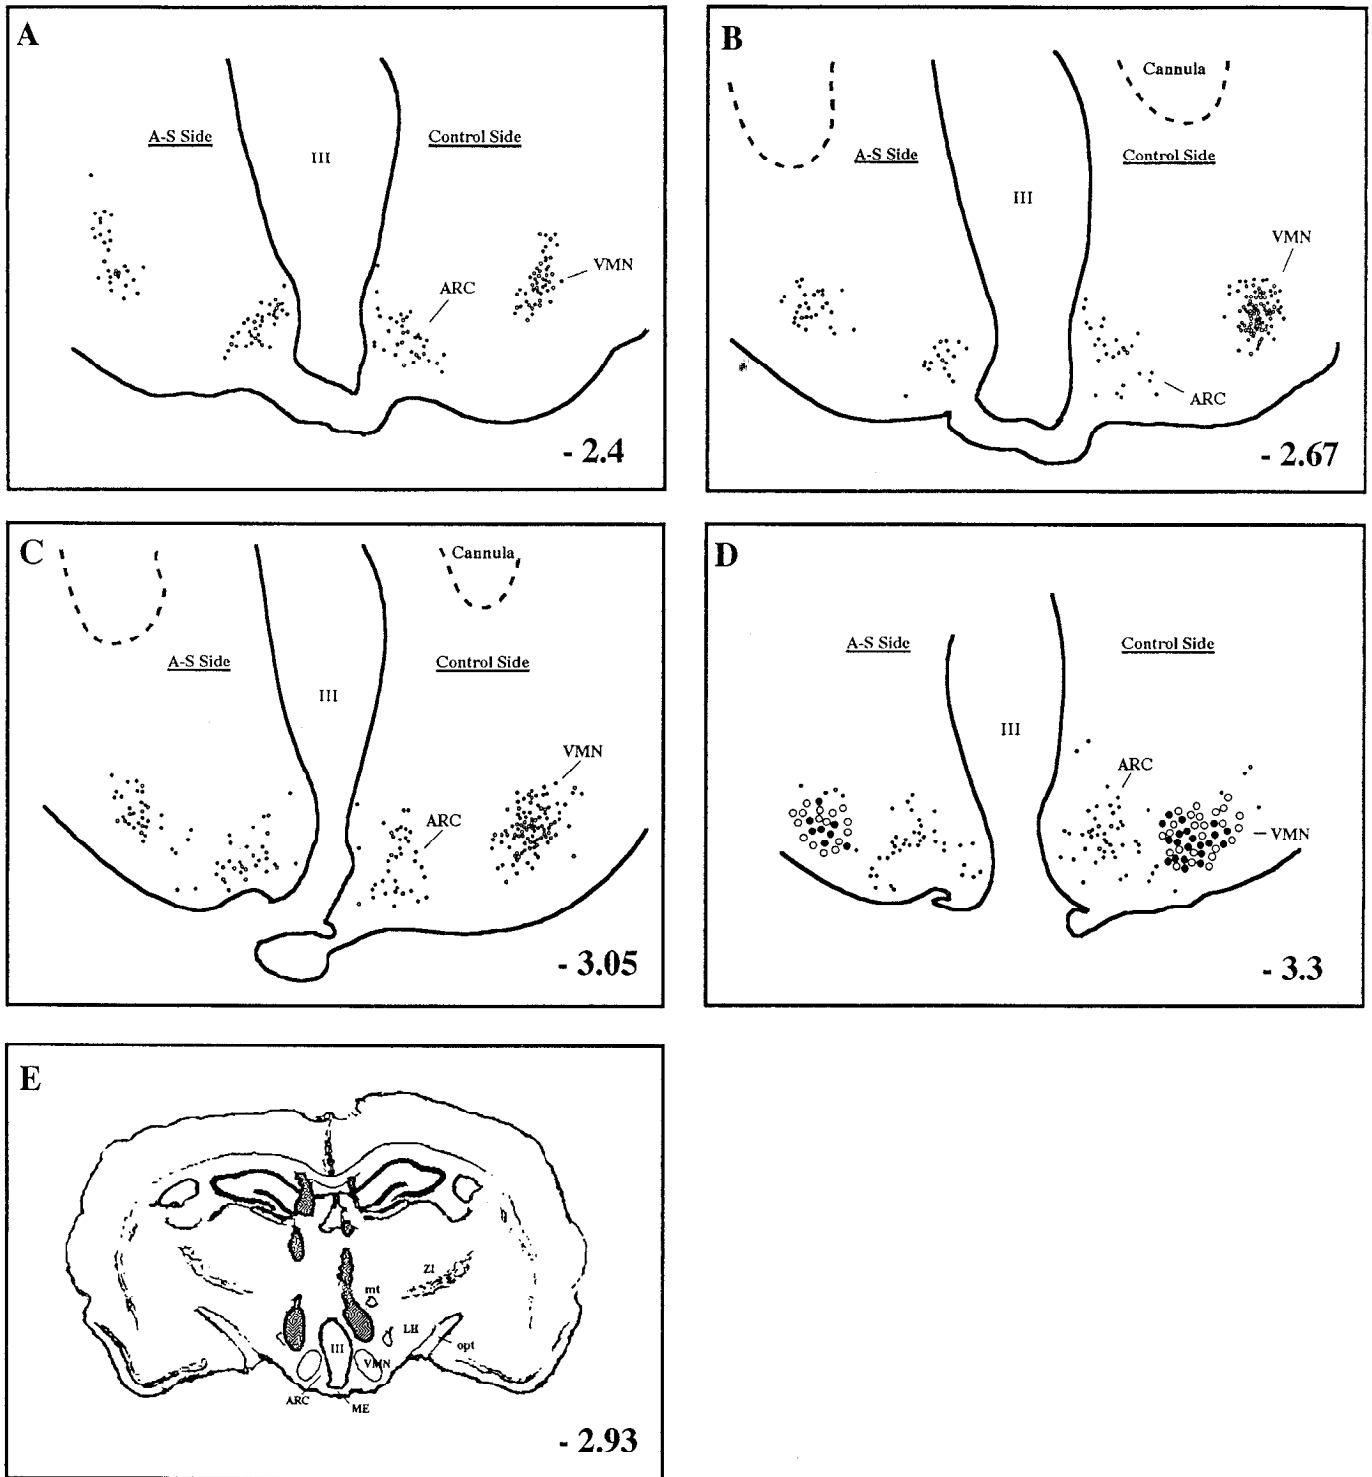 A
A-S Side
III
Control Side
ARC
VMN
- 2.4
B
Cannula
A-S Side
III
Control Side
VMN
ARC
- 2.67
C
Cannula
A-S Side
III
Control Side
VMN
ARC
- 3.05
D
A-S Side
III
Control Side
ARC
VMN
- 3.3
E
ZI
mt
LH
III
VMN
opt
ARC
ME
- 2.93